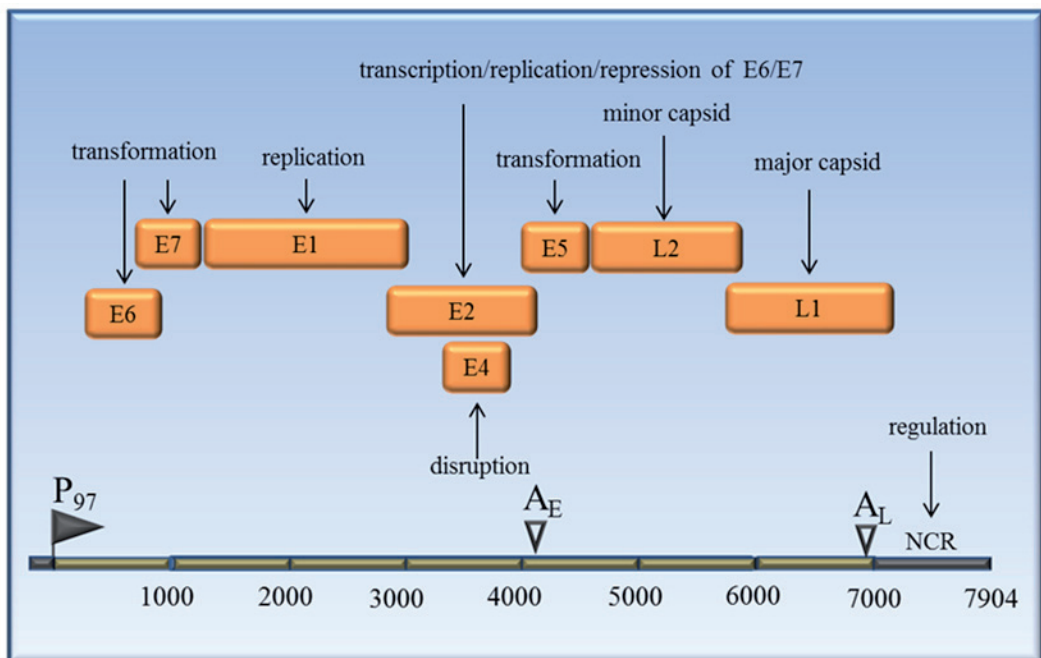 transcription/replication/repression of E6/E7
minor capsid
transformation
replication
transformation
major capsid
E7
E1
E5
L2
E6
E2
L1
E4
regulation
disruption
P97
AE
AL
NCR
1000
2000
3000
4000
5000
6000
7000
7904